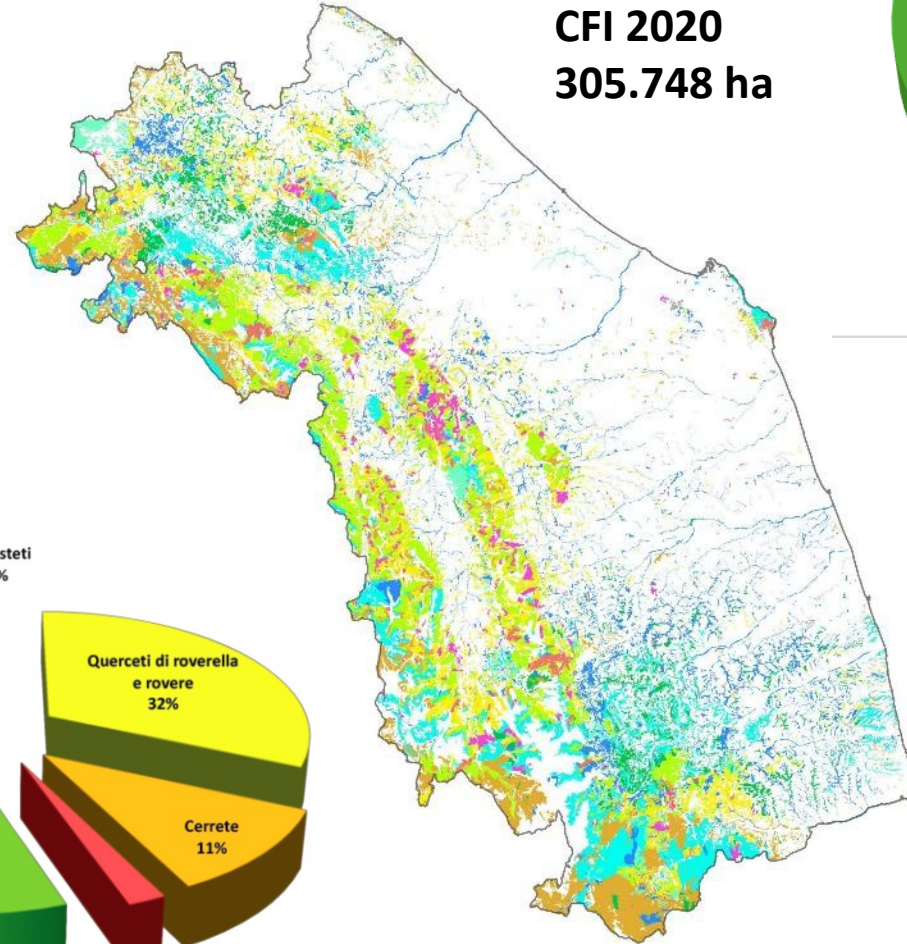 CFI 2020
305.748 ha
Querceti di roverella
e rovere
32%
Cerrete
11%